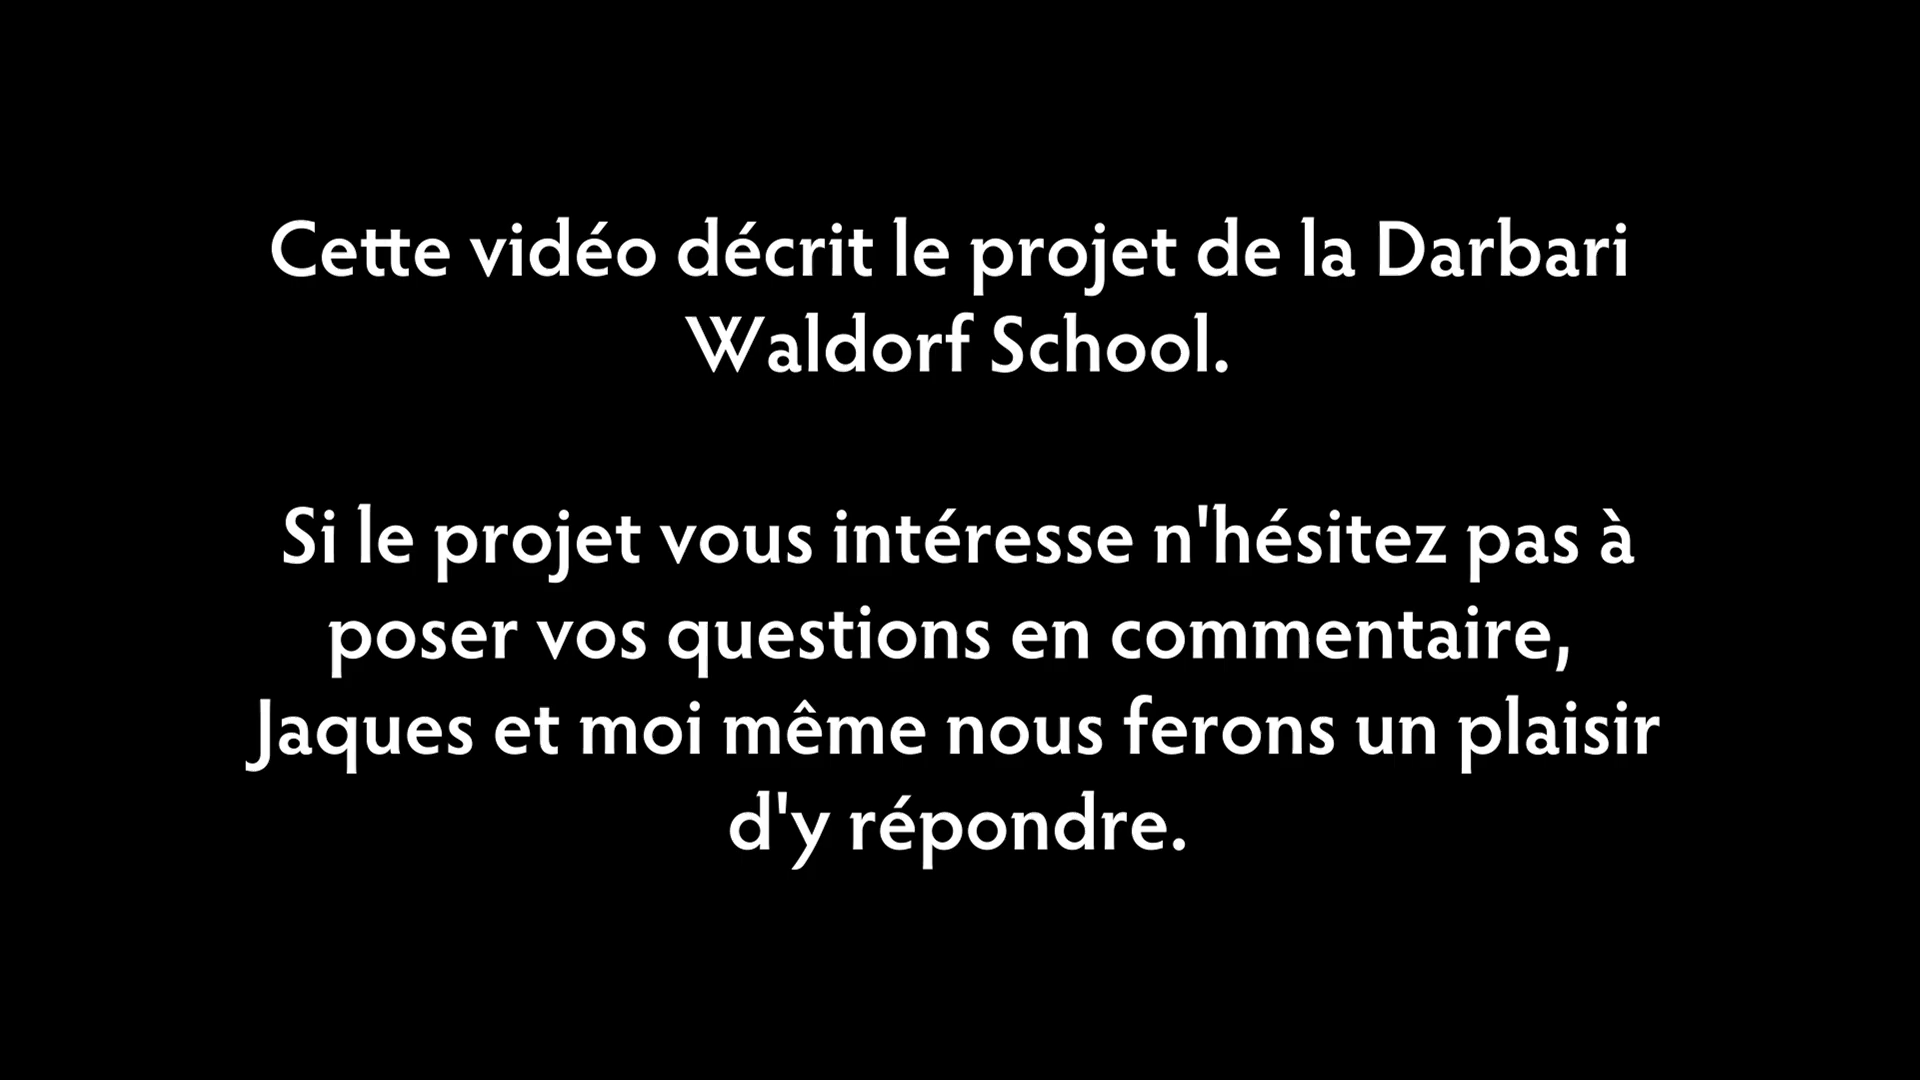 Cette vidéo décrit le projet de la Darbari
Waldorf School.
Si le projet vous intéresse n'hésitez pas à
poser vos questions en commentaire,
Jaques et moi même nous ferons un plaisir
d'y répondre.